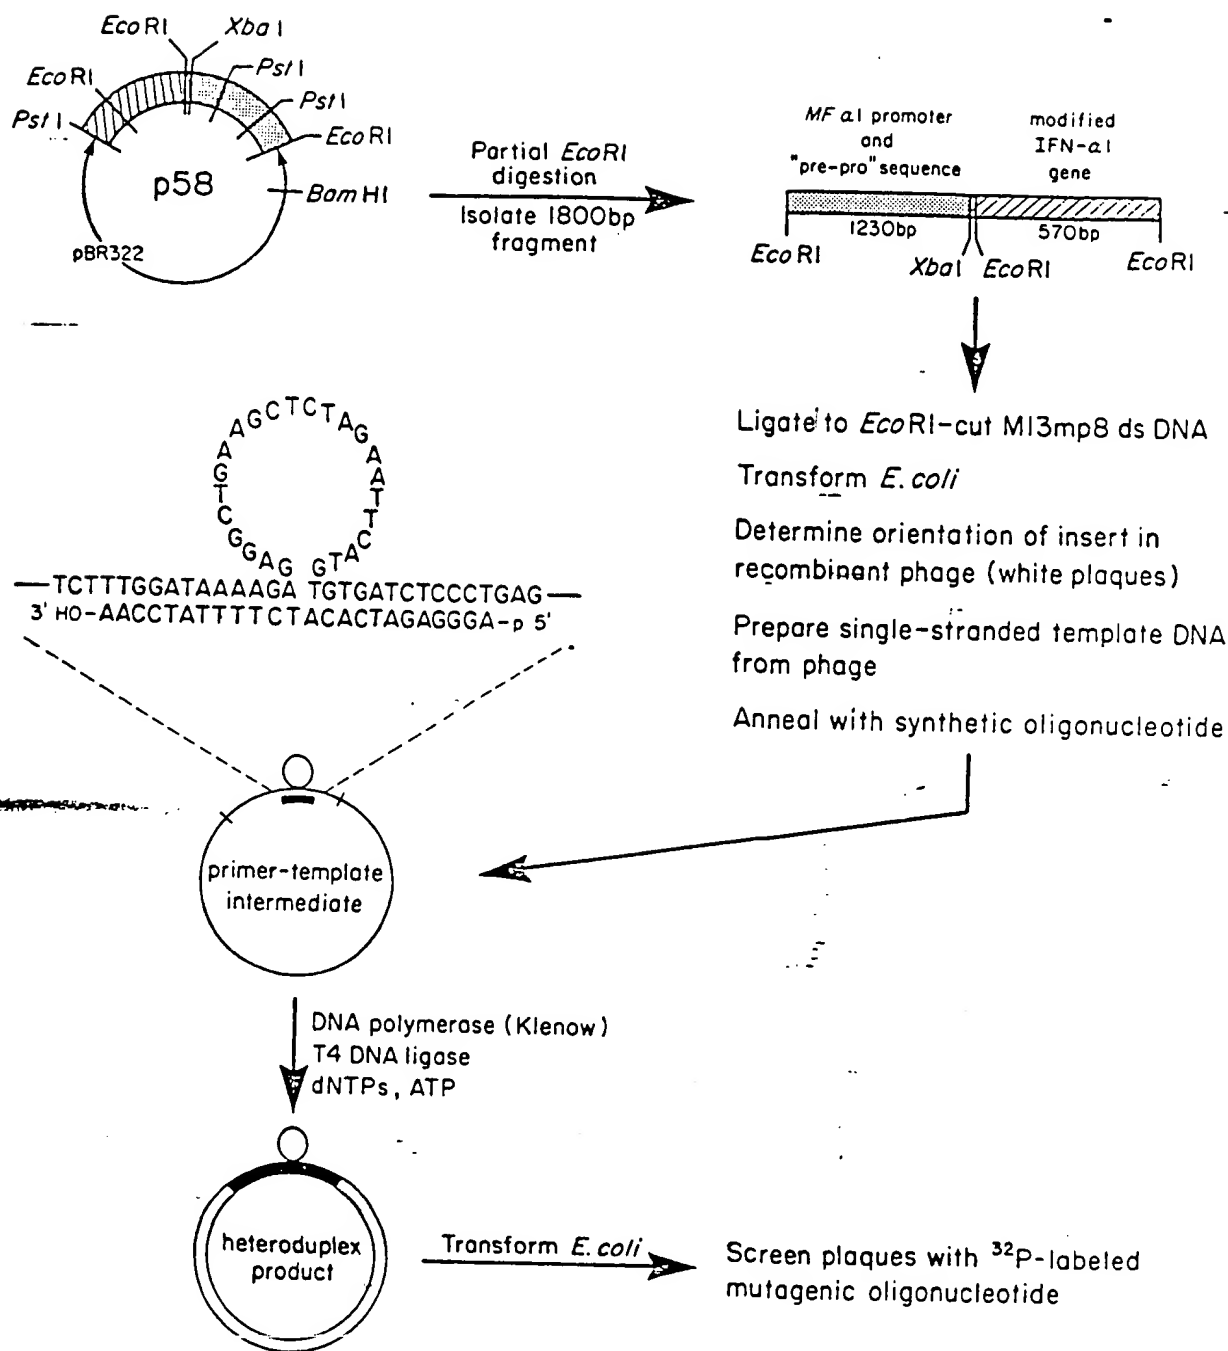 EcoRI
XbaI
PstI
EcoRI
PstI
PstI
EcoRI
p58
BamHI
pBR322
Partial EcoRI
digestion
Isolate 1800bp
fragment
MFα1 promoter
and
"pre-pro" sequence
modified
IFN-α1
gene
1230bp
570bp
EcoRI
XbaI
EcoRI
EcoRI
Ligate to EcoRI-cut M13mp8 ds DNA
Transform E. coli
Determine orientation of insert in
recombinant phage (white plaques)
Prepare single-stranded template DNA
from phage
Anneal with synthetic oligonucleotide
GAGGCTGAAGCTCTAGAATTCATG
TCTTTGGATAAAAGA TGTGATCTCCCTGAG
3' HO-AACCTATTTTCTACACTAGAGGGA-p 5'
primer-template
intermediate
DNA polymerase (Klenow)
T4 DNA ligase
dNTPs, ATP
heteroduplex
product
Transform E. coli
Screen plaques with ³²P-labeled
mutagenic oligonucleotide